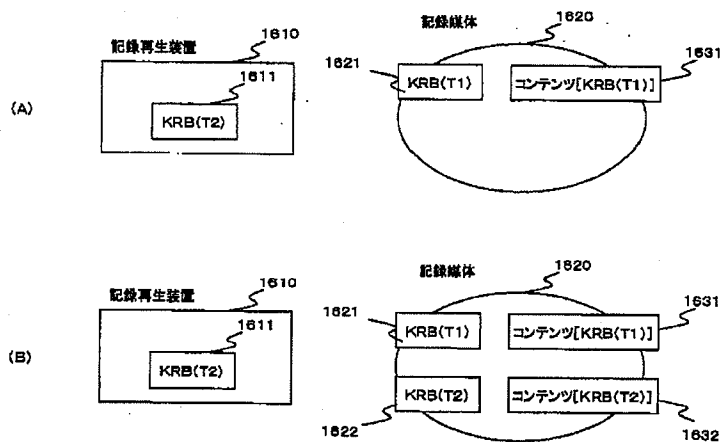 (A)
記録再生装置
1610
1611
KRB(T2)
記録媒体
1620
1621
KRB(T1)
コンテンツ[KRB(T1)]
1631
(B)
記録再生装置
1610
1611
KRB(T2)
記録媒体
1620
1621
KRB(T1)
コンテンツ[KRB(T1)]
1631
KRB(T2)
コンテンツ[KRB(T2)]
1622
1632